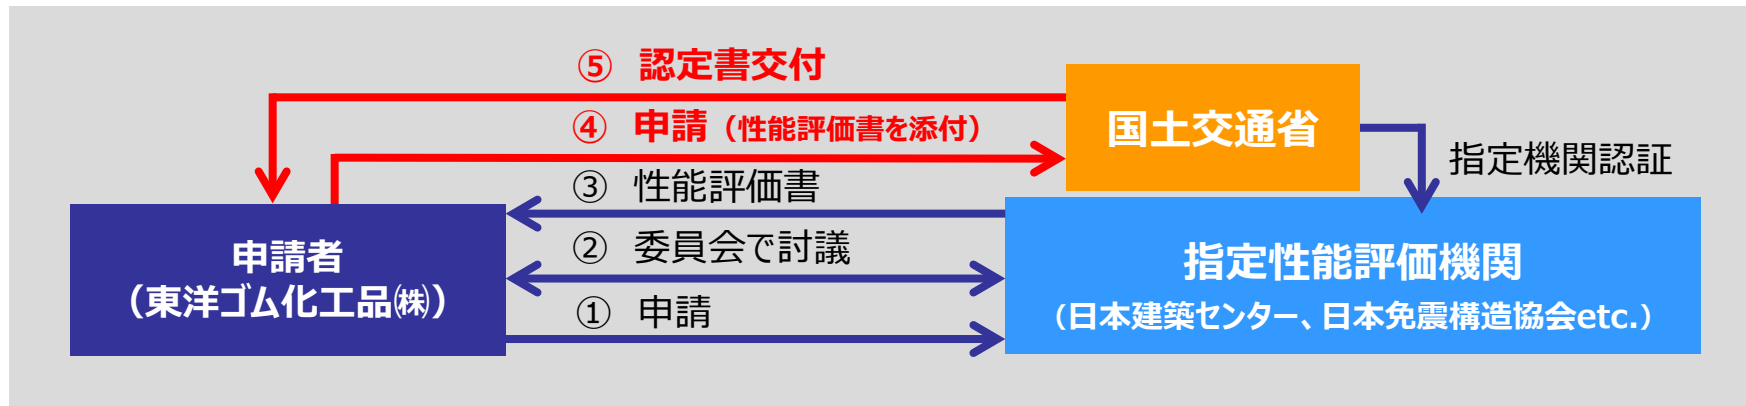 ⑤ 認定書交付
④ 申請（性能評価書を添付）
国土交通省
指定機関認証
③ 性能評価書
② 委員会で討議
① 申請
申請者
（東洋ゴム化工品㈱）
指定性能評価機関
（日本建築センター、日本免震構造協会etc.）